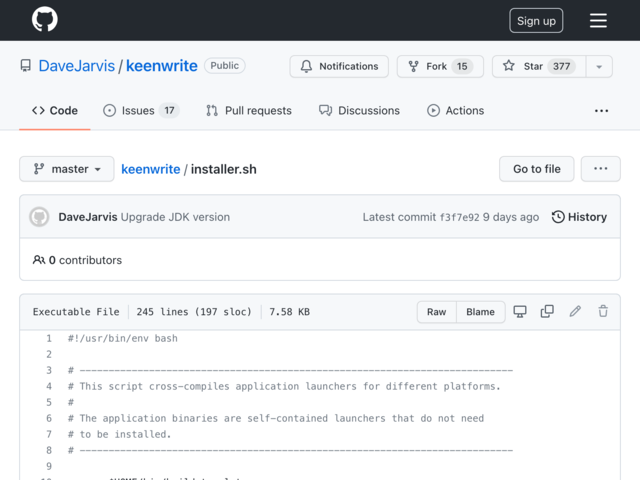 Sign up
DaveJarvis / keenwrite Public
Notifications Fork 15 Star 377
Code Issues 17 Pull requests Discussions Actions
master keenwrite / installer.sh Go to file
DaveJarvis Upgrade JDK version Latest commit f3f7e92 9 days ago History
0 contributors
Executable File 245 lines (197 sloc) 7.58 KB Raw Blame
1 #!/usr/bin/env bash
2
3 # ---------------------------------------------------------------------------
4 # This script cross-compiles application launchers for different platforms.
5 #
6 # The application binaries are self-contained launchers that do not need
7 # to be installed.
8 # ---------------------------------------------------------------------------
9